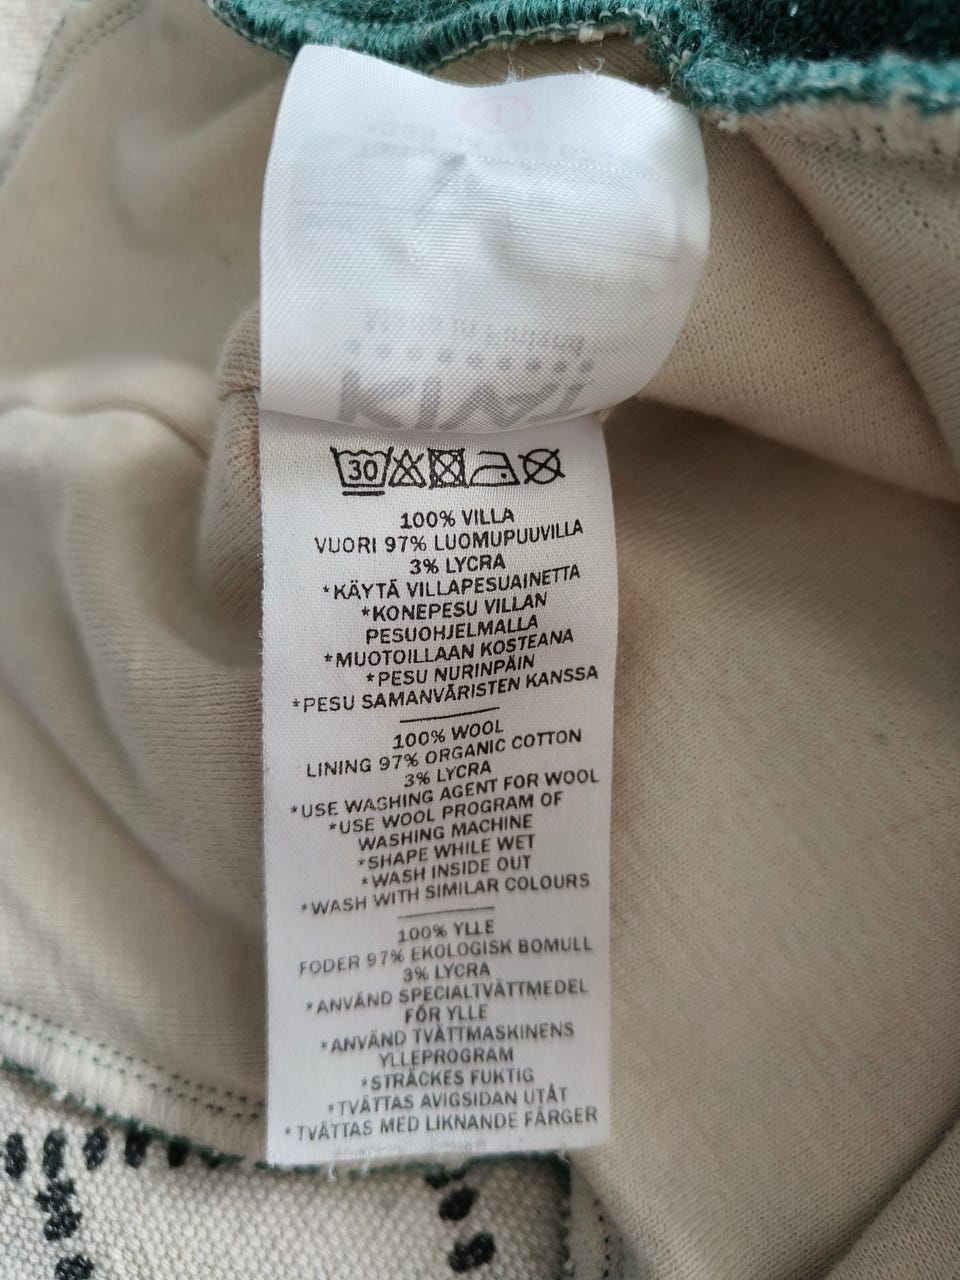 30
100% VILLA
VUORI 97% LUOMUPUUVILLA
3% LYCRA
*KÄYTÄ VILLAPESUAINETTA
*KONEPESU VILLAN
PESUOHJELMALLA
*MUOTOILLAAN KOSTEANA
*PESU NURINPÄIN
*PESU SAMANVÄRISTEN KANSSA
100% WOOL
LINING 97% ORGANIC COTTON
3% LYCRA
*USE WASHING AGENT FOR WOOL
*USE WOOL PROGRAM OF
WASHING MACHINE
*SHAPE WHILE WET
*WASH INSIDE OUT
*WASH WITH SIMILAR COLOURS
100% YLLE
FODER 97% EKOLOGISK BOMULL
3% LYCRA
*ANVÄND SPECIALTVÄTTMEDEL
FÖR YLLE
*ANVÄND TVÄTTMASKINENS
YLLEPROGRAM
*STRÄCKES FUKTIG
*TVÄTTAS AVIGSIDAN UTÅT
*TVÄTTAS MED LIKNANDE FÄRGER